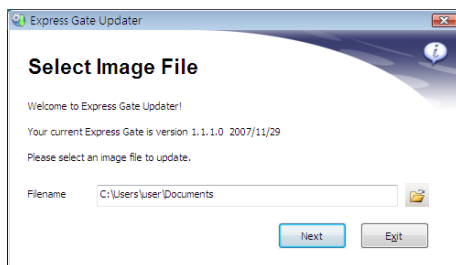 Express Gate Updater
Select Image File
Welcome to Express Gate Updater!
Your current Express Gate is version 1.1.1.0 2007/11/29
Please select an image file to update.
Filename C:\Users\user\Documents
Next Exit